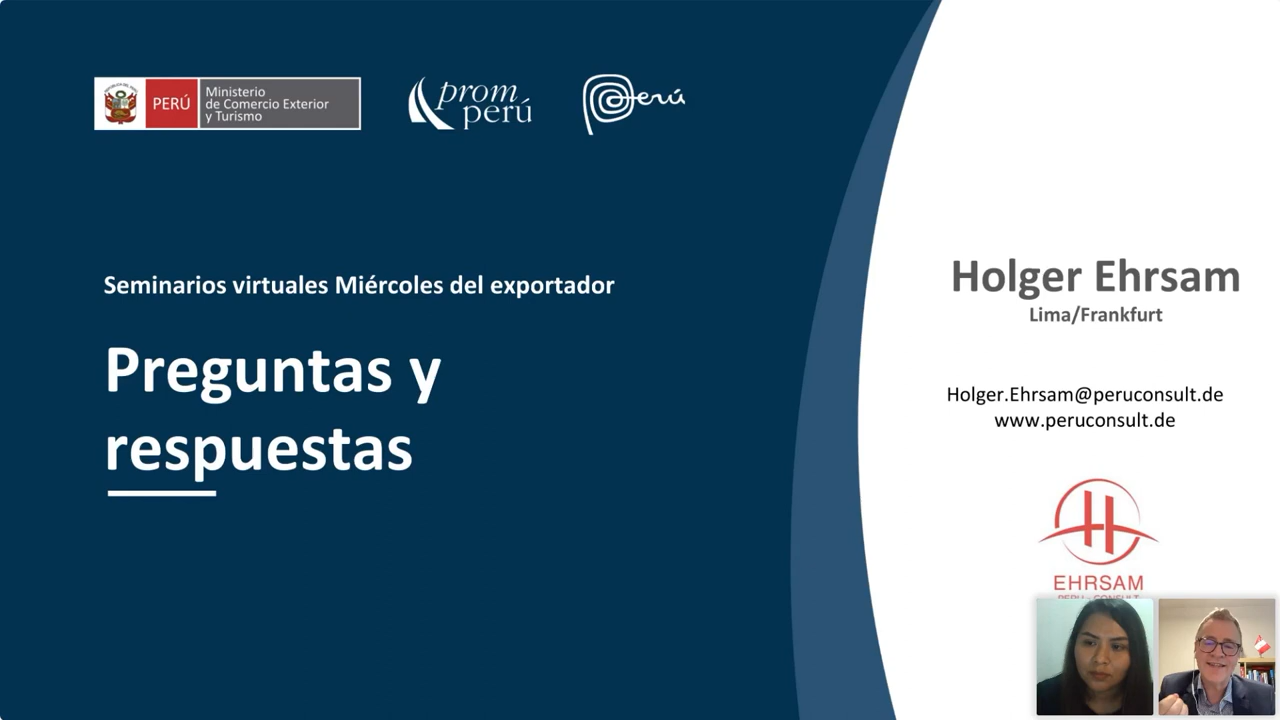 PERÚ
Ministerio
de Comercio Exterior
y Turismo
prom
perú
Perú
Seminarios virtuales Miércoles del exportador
Preguntas y
respuestas
Holger Ehrsam
Lima/Frankfurt
Holger.Ehrsam@peruconsult.de
www.peruconsult.de
EHRSAM